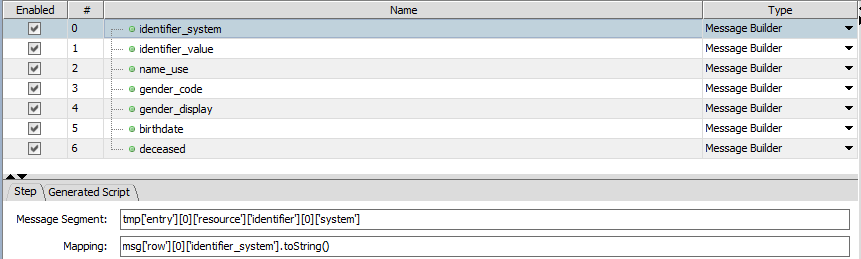 Enabled # Name Type
0 identifier_system Message Builder
1 identifier_value Message Builder
2 name_use Message Builder
3 gender_code Message Builder
4 gender_display Message Builder
5 birthdate Message Builder
6 deceased Message Builder
Step Generated Script
Message Segment: tmp['entry'][0]['resource']['identifier'][0]['system']
Mapping: msg['row'][0]['identifier_system'].toString()